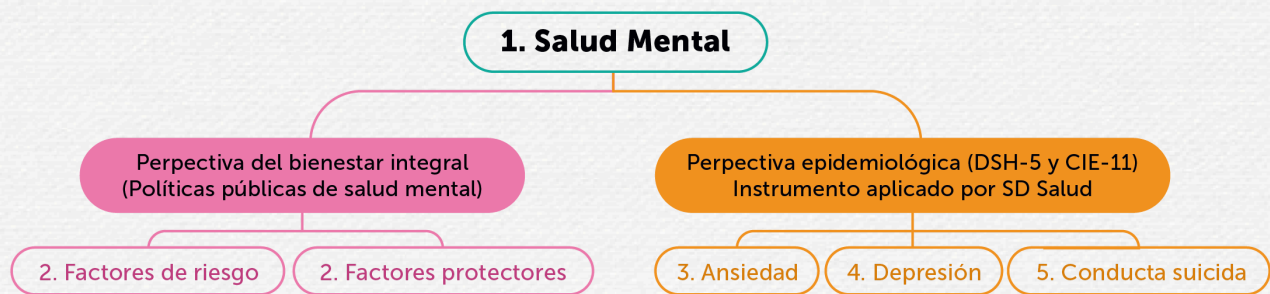 1. Salud Mental
Perpectiva del bienestar integral
(Políticas públicas de salud mental)
Perpectiva epidemiológica (DSH-5 y CIE-11)
Instrumento aplicado por SD Salud
2. Factores de riesgo
2. Factores protectores
3. Ansiedad
4. Depresión
5. Conducta suicida